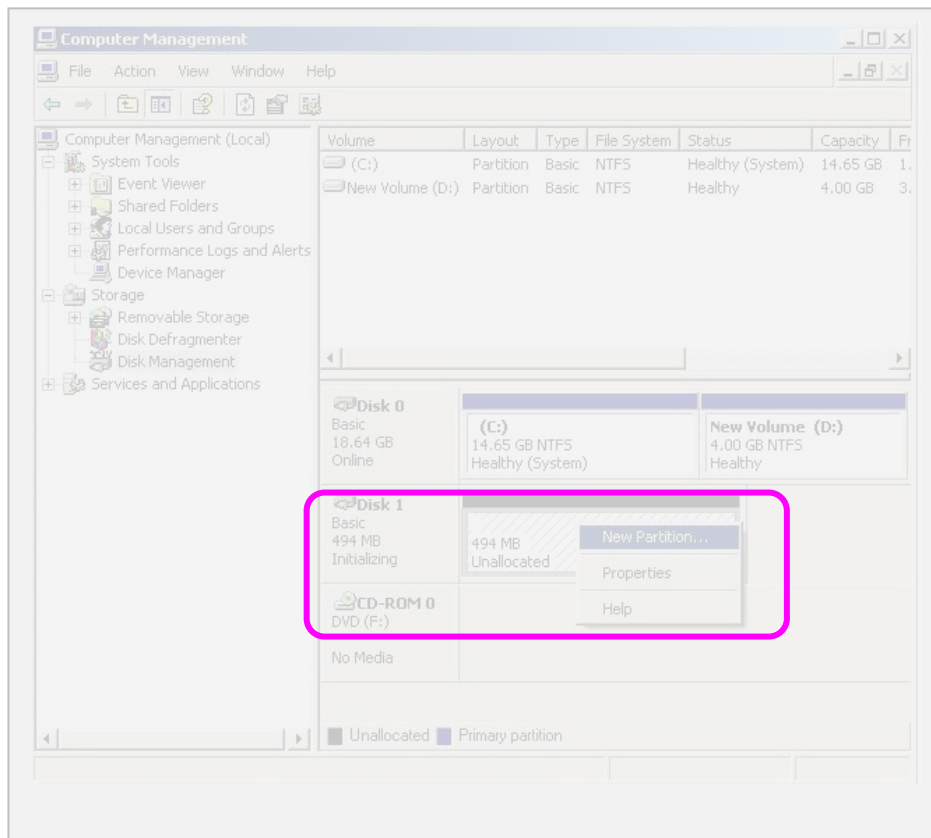 Computer Management
File Action View Window Help
Computer Management (Local)
System Tools
Event Viewer
Shared Folders
Local Users and Groups
Performance Logs and Alerts
Device Manager
Storage
Removable Storage
Disk Defragmenter
Disk Management
Services and Applications
Volume Layout Type File System Status Capacity Fr
(C:) Partition Basic NTFS Healthy (System) 14.65 GB 1.
New Volume (D:) Partition Basic NTFS Healthy 4.00 GB 3.
Disk 0
Basic
18.64 GB
Online
(C:)
14.65 GB NTFS
Healthy (System)
New Volume (D:)
4.00 GB NTFS
Healthy
Disk 1
Basic
494 MB
Initializing
494 MB
Unallocated
New Partition...
Properties
Help
CD-ROM 0
DVD (F:)
No Media
Unallocated Primary partition